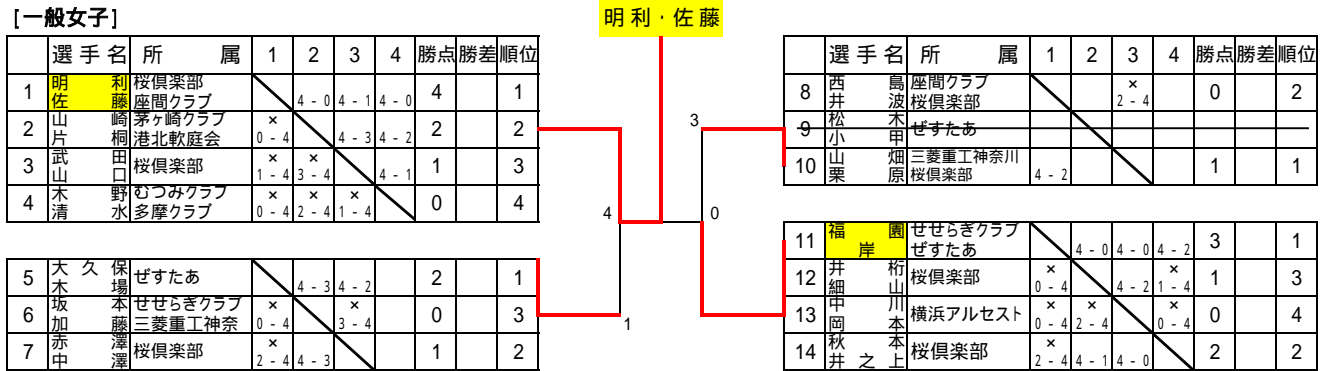 [一般女子]
明利・佐藤
選手名 所 属 1 2 3 4 勝点 勝差 順位
1 明 利 桜倶楽部
佐 藤 座間クラブ 4-0 4-1 4-0 4 1
2 山 崎 茅ヶ崎クラブ ×
片 桐 港北軟庭会 0-4 4-3 4-2 2 2
3 武 田 桜倶楽部 × ×
山 口 1-4 3-4 4-1 1 3
4 木 野 むつみクラブ × × ×
清 水 多摩クラブ 0-4 2-4 1-4 0 4
5 大久保 ぜすたあ
木 場 4-3 4-2 2 1
6 坂 本 せせらぎクラブ × ×
加 藤 三菱重工神奈 0-4 3-4 0 3
7 赤 澤 桜倶楽部 ×
中 澤 2-4 4-3 1 2
4
1
3
0
選手名 所 属 1 2 3 4 勝点 勝差 順位
8 西 島 座間クラブ ×
井 波 桜倶楽部 2-4 0 2
9 松 木 ぜすたあ
小 甲
10 山 畑 三菱重工神奈川
栗 原 桜倶楽部 4-2 1 1
11 福 園 せせらぎクラブ
岸 ぜすたあ 4-0 4-0 4-2 3 1
12 井 桁 桜倶楽部 × ×
細 山 0-4 4-2 1-4 1 3
13 中 川 横浜アルセスト × × ×
岡 本 0-4 2-4 0-4 0 4
14 秋 本 桜倶楽部 ×
井之上 2-4 4-1 4-0 2 2